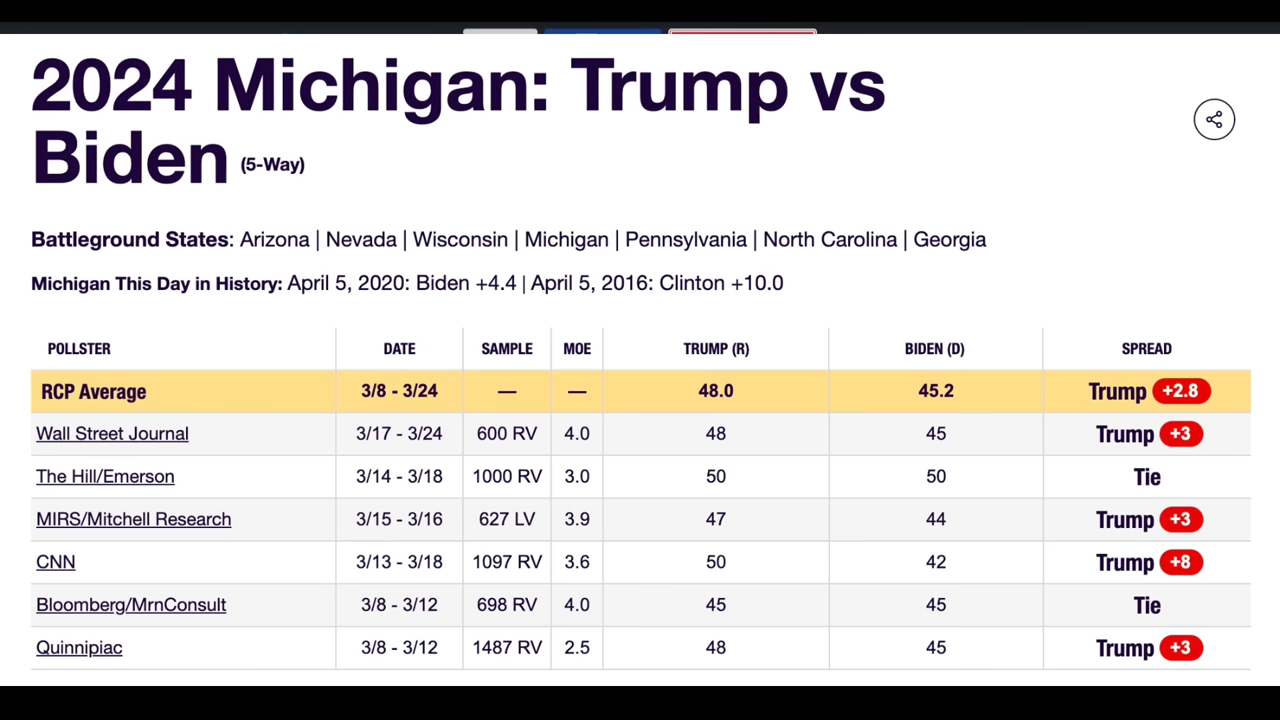 2024 Michigan: Trump vs
Biden (5-Way)
Battleground States: Arizona | Nevada | Wisconsin | Michigan | Pennsylvania | North Carolina | Georgia
Michigan This Day in History: April 5, 2020: Biden +4.4 | April 5, 2016: Clinton +10.0
POLLSTER DATE SAMPLE MOE TRUMP (R) BIDEN (D) SPREAD
RCP Average 3/8 - 3/24 — — 48.0 45.2 Trump +2.8
Wall Street Journal 3/17 - 3/24 600 RV 4.0 48 45 Trump +3
The Hill/Emerson 3/14 - 3/18 1000 RV 3.0 50 50 Tie
MIRS/Mitchell Research 3/15 - 3/16 627 LV 3.9 47 44 Trump +3
CNN 3/13 - 3/18 1097 RV 3.6 50 42 Trump +8
Bloomberg/MrnConsult 3/8 - 3/12 698 RV 4.0 45 45 Tie
Quinnipiac 3/8 - 3/12 1487 RV 2.5 48 45 Trump +3